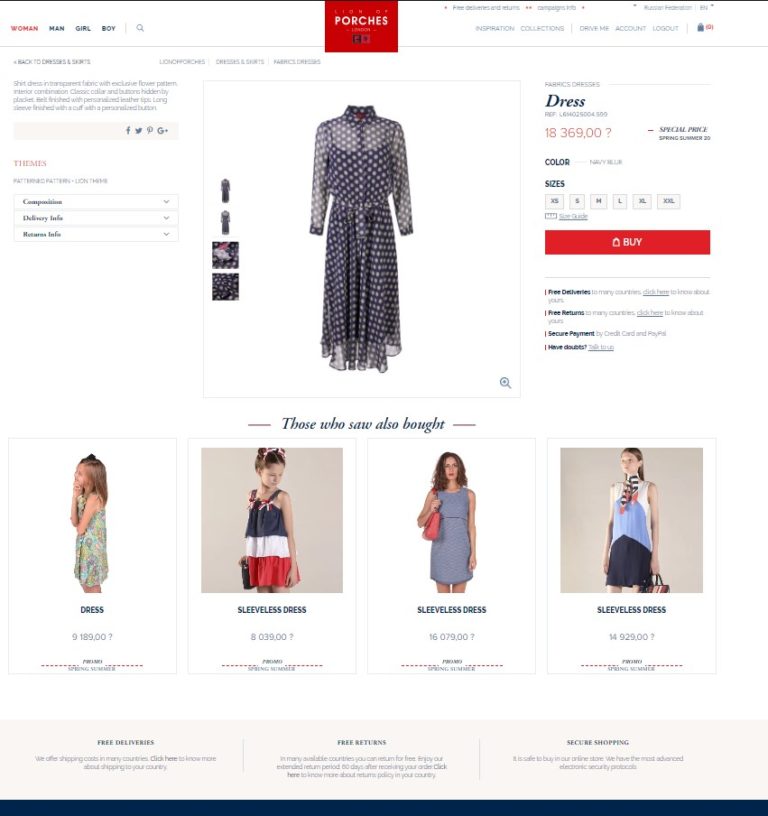 LION OF
PORCHES
LONDON
Free deliveries and returns
campaigns info
Russian Federation
EN
WOMAN
MAN
GIRL
BOY
INSPIRATION
COLLECTIONS
DRIVE ME
ACCOUNT
LOGOUT
(0)
< BACK TO DRESSES & SKIRTS
LIONOFPORCHES
DRESSES & SKIRTS
FABRICS DRESSES
Shirt dress in transparent fabric with exclusive flower pattern.
Interior combination. Classic collar and buttons hidden by
placket. Belt finished with personalized leather tips. Long
sleeve finished with a cuff with a personalized button.
THEMES
PATTERNED PATTERN - LION THEME
Composition
Delivery Info
Returns Info
FABRICS DRESSES
Dress
18 369,00 ?
SPECIAL PRICE
SPRING SUMMER 20
COLOR
NAVY BLUE
SIZES
XS
S
M
L
XL
XXL
Size Guide
BUY
Free Deliveries to many countries. click here to know about
yours.
Free Returns to many countries. click here to know about
yours.
Secure Payment by Credit Card and PayPal
Have doubts? Talk to us
Those who saw also bought
DRESS
9 189,00 ?
PROMO
SPRING SUMMER
SLEEVELESS DRESS
8 039,00 ?
PROMO
SPRING SUMMER
SLEEVELESS DRESS
16 079,00 ?
PROMO
SPRING SUMMER
SLEEVELESS DRESS
14 929,00 ?
PROMO
SPRING SUMMER
FREE DELIVERIES
We offer shipping costs in many countries. Click here to know more
about shipping to your country.
FREE RETURNS
In many available countries you can return for free. Enjoy our
extended return period: 60 days after receiving your order.Click
here to know more about returns policy in your country.
SECURE SHOPPING
It is safe to buy in our online store. We have the most advanced
electronic security protocols